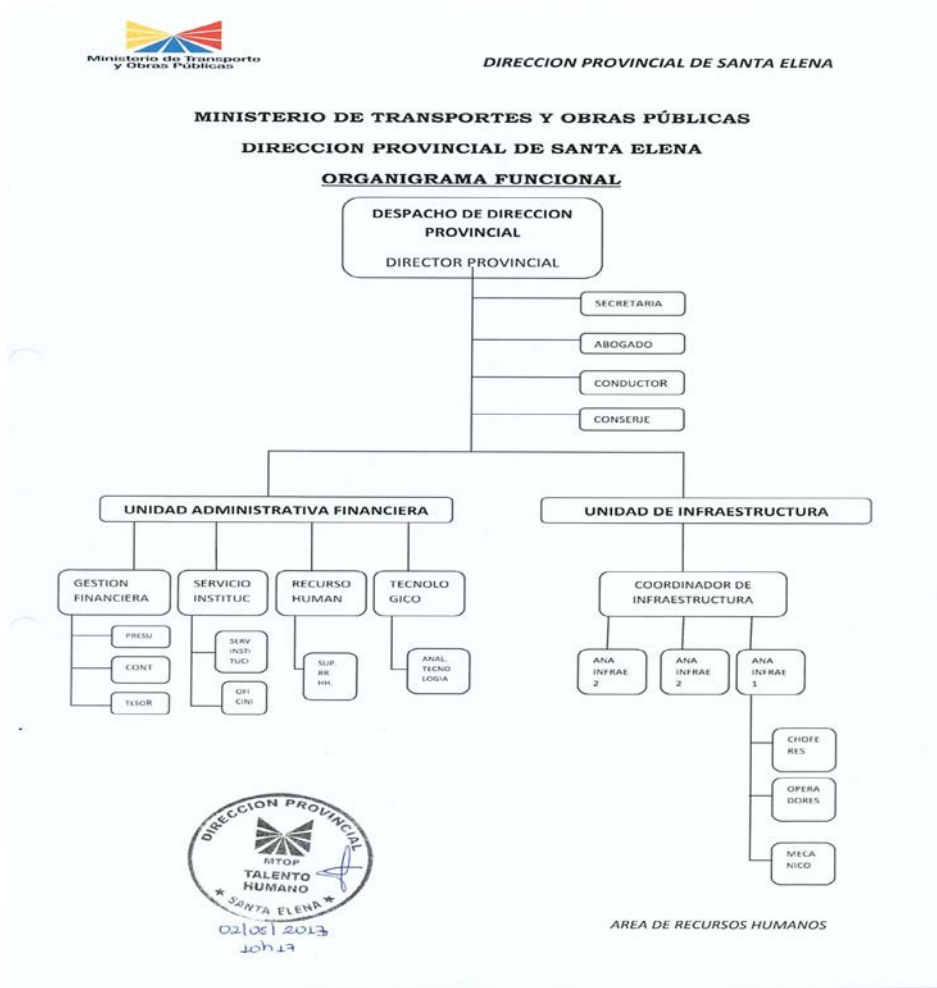 Ministerio de Transporte
y Obras Públicas
DIRECCION PROVINCIAL DE SANTA ELENA
MINISTERIO DE TRANSPORTES Y OBRAS PÚBLICAS
DIRECCION PROVINCIAL DE SANTA ELENA
ORGANIGRAMA FUNCIONAL
DESPACHO DE DIRECCION
PROVINCIAL
DIRECTOR PROVINCIAL
SECRETARIA
ABOGADO
CONDUCTOR
CONSERJE
UNIDAD ADMINISTRATIVA FINANCIERA
UNIDAD DE INFRAESTRUCTURA
GESTION
FINANCIERA
SERVICIO
INSTITUC
RECURSO
HUMAN
TECNOLO
GICO
COORDINADOR DE
INFRAESTRUCTURA
PRESU
CONT
TESOR
SERV
INSTI
TUCI
OFI
CINI
SUP.
RR.
HH.
ANAL.
TECNO
LOGIA
ANA
INFRAE
2
ANA
INFRAE
2
ANA
INFRAE
1
CHOFE
RES
OPERA
DORES
MECA
NICO
DIRECCION PROVINCIAL
MTOP
TALENTO
HUMANO
SANTA ELENA
02/05/2017
10h17
AREA DE RECURSOS HUMANOS